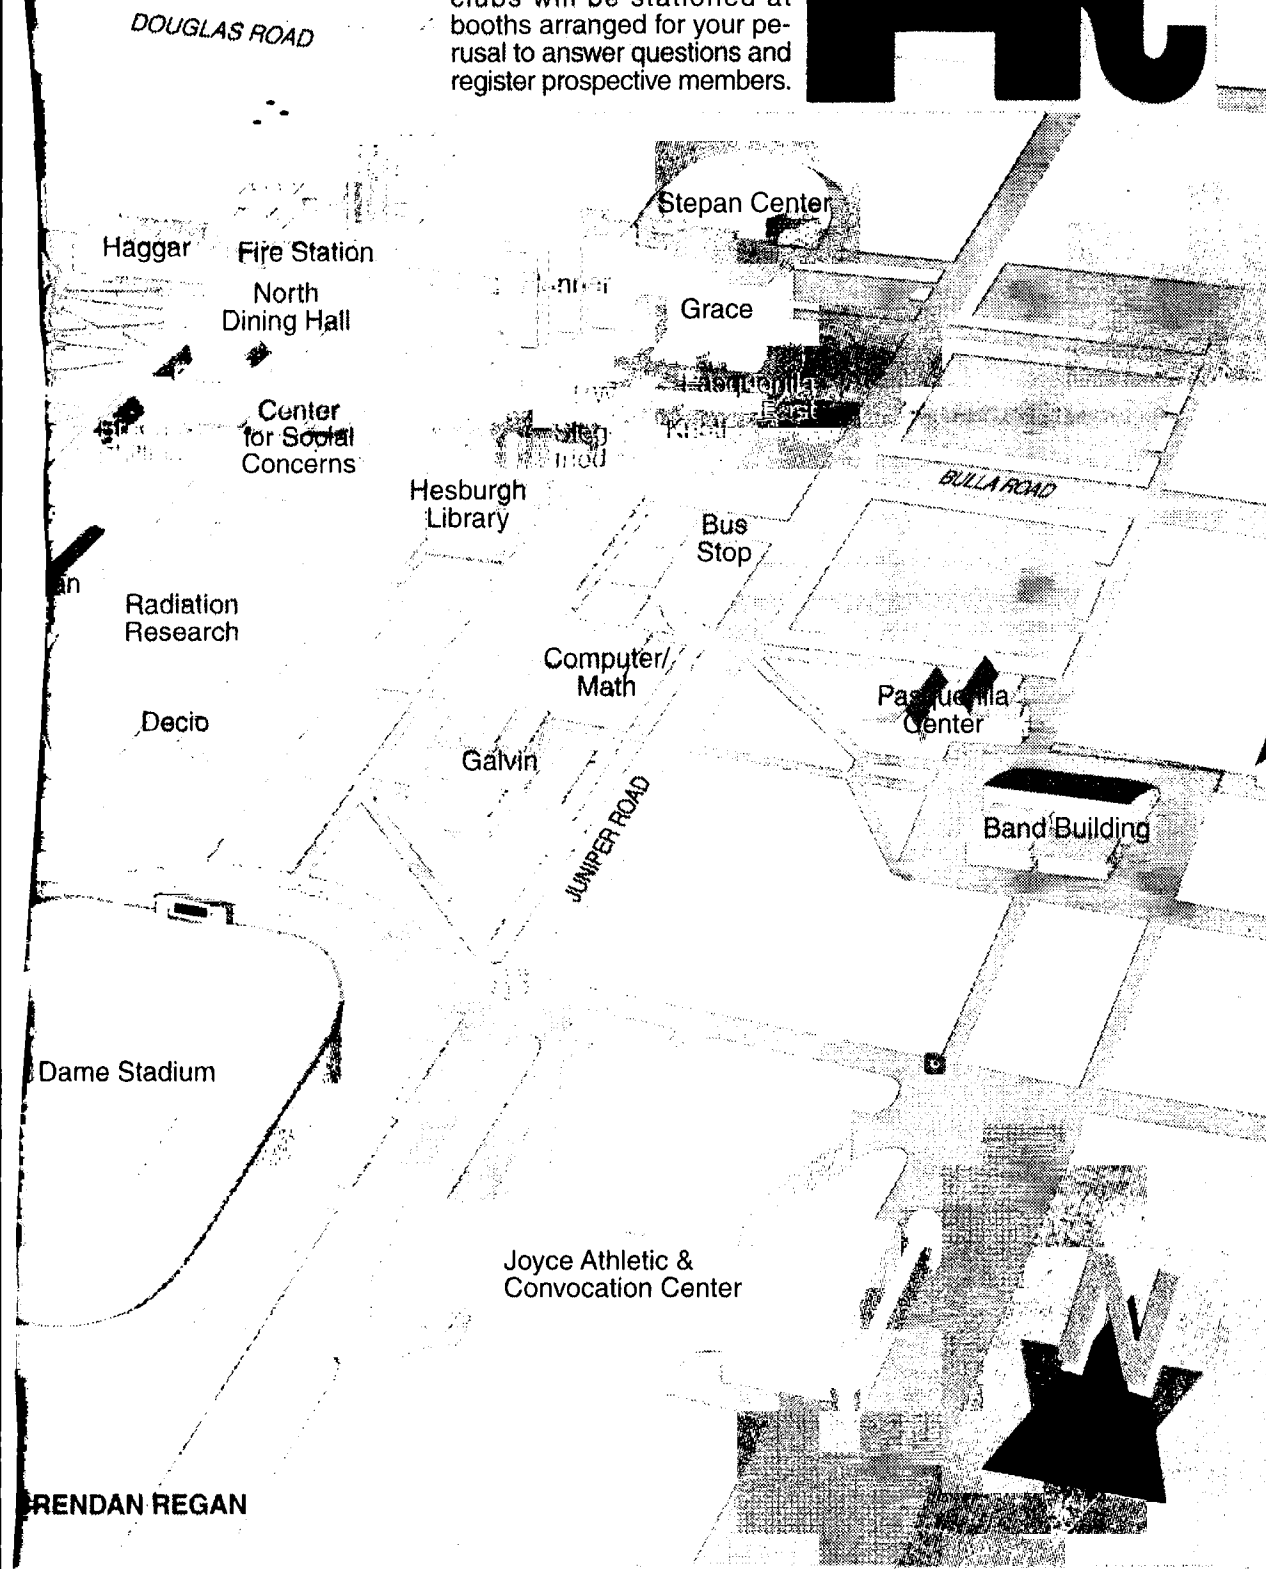 DOUGLAS ROAD
booths arranged for your pe-
rusal to answer questions and
register prospective members.
Stepan Center
Haggar
Fire Station
North
Dining Hall
Grace
Pasquerilla
East
Center
for Social
Concerns
Hesburgh
Library
BULLA ROAD
Bus
Stop
Radiation
Research
Computer/
Math
Pasquerilla
Center
Decio
Galvin
JUNIPER ROAD
Band Building
Dame Stadium
Joyce Athletic &
Convocation Center
N
RENDAN REGAN